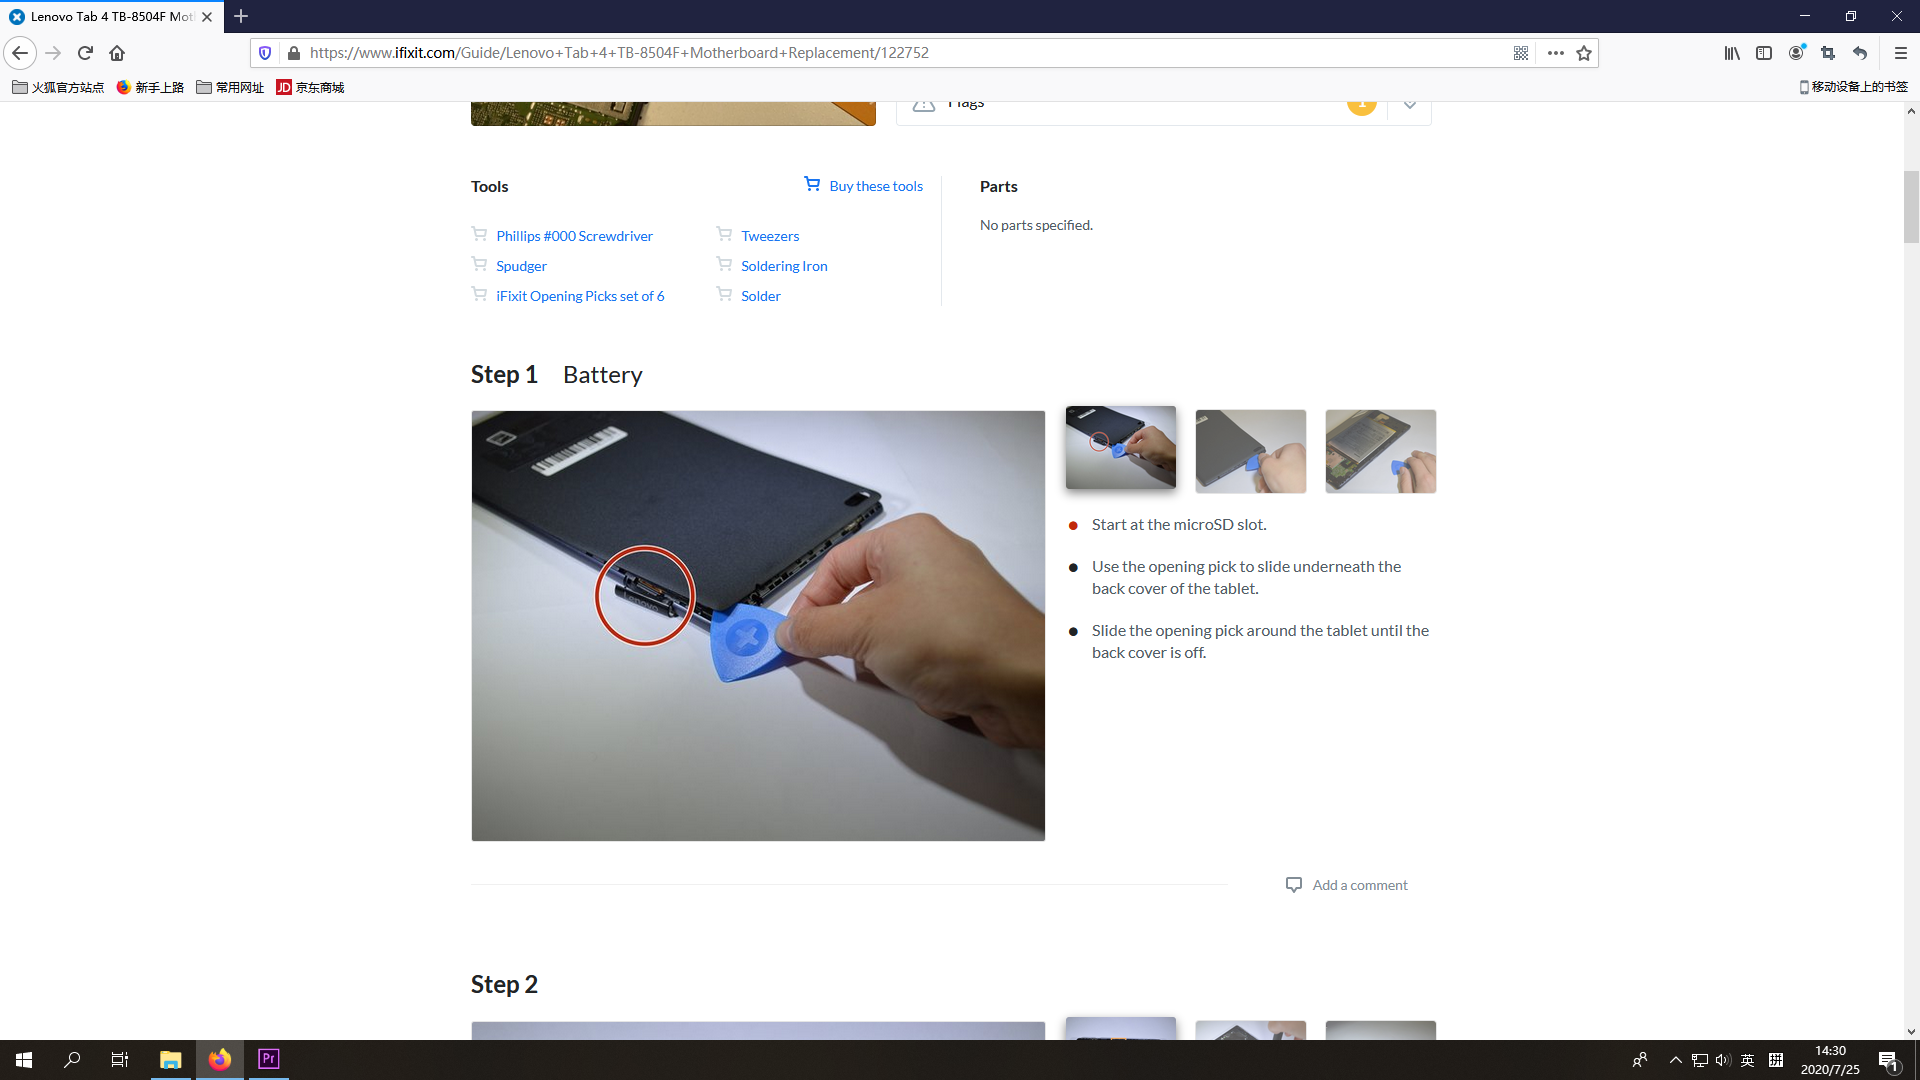 Lenovo Tab 4 TB-8504F Mot
https://www.ifixit.com/Guide/Lenovo+Tab+4+TB-8504F+Motherboard+Replacement/122752
火狐官方站点
新手上路
常用网址
JD 京东商城
移动设备上的书签
Flags
1
Tools
Buy these tools
Parts
No parts specified.
Phillips #000 Screwdriver
Tweezers
Spudger
Soldering Iron
iFixit Opening Picks set of 6
Solder
Step 1 Battery
Lenovo
Start at the microSD slot.
Use the opening pick to slide underneath the
back cover of the tablet.
Slide the opening pick around the tablet until the
back cover is off.
Add a comment
Step 2
Pr
英
拼
14:30
2020/7/25
1